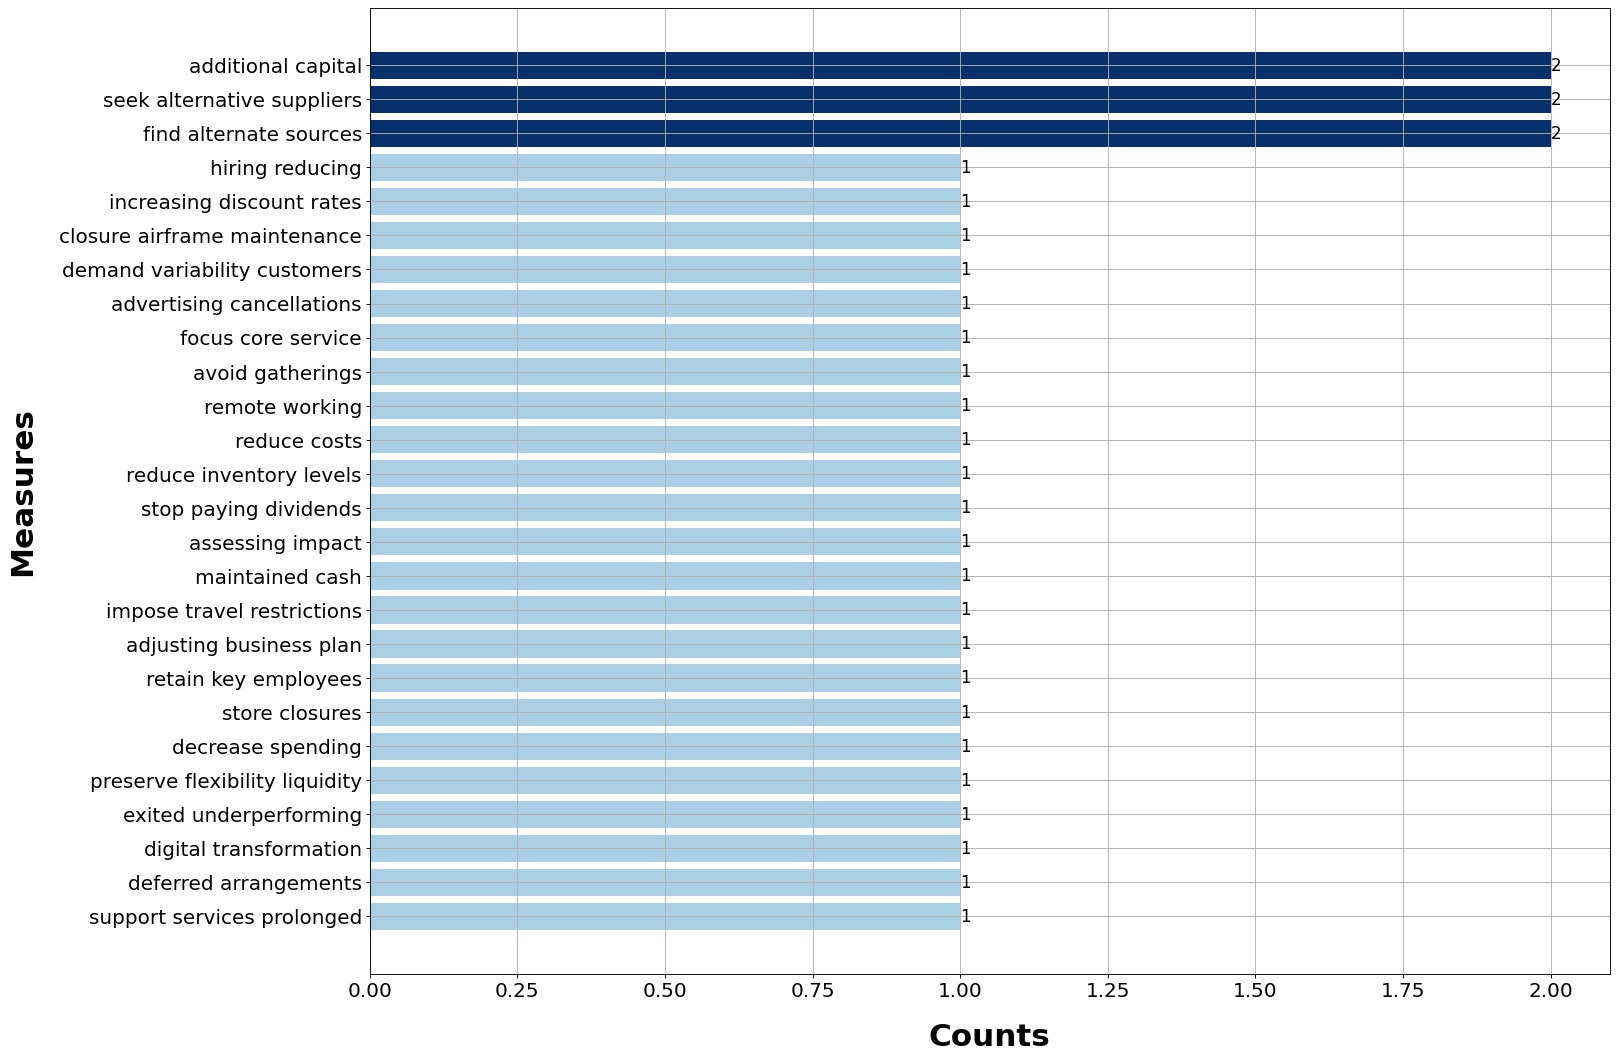 additional capital 2
seek alternative suppliers 2
find alternate sources 2
hiring reducing 1
increasing discount rates 1
closure airframe maintenance 1
demand variability customers 1
advertising cancellations 1
focus core service 1
avoid gatherings 1
remote working 1
reduce costs 1
reduce inventory levels 1
stop paying dividends 1
assessing impact 1
maintained cash 1
impose travel restrictions 1
adjusting business plan 1
retain key employees 1
store closures 1
decrease spending 1
preserve flexibility liquidity 1
exited underperforming 1
digital transformation 1
deferred arrangements 1
support services prolonged 1
Measures
0.00 0.25 0.50 0.75 1.00 1.25 1.50 1.75 2.00
Counts